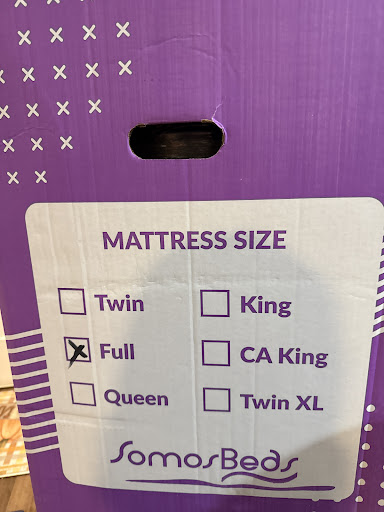 MATTRESS SIZE
Twin King
Full CA King
Queen Twin XL
SomosBeds